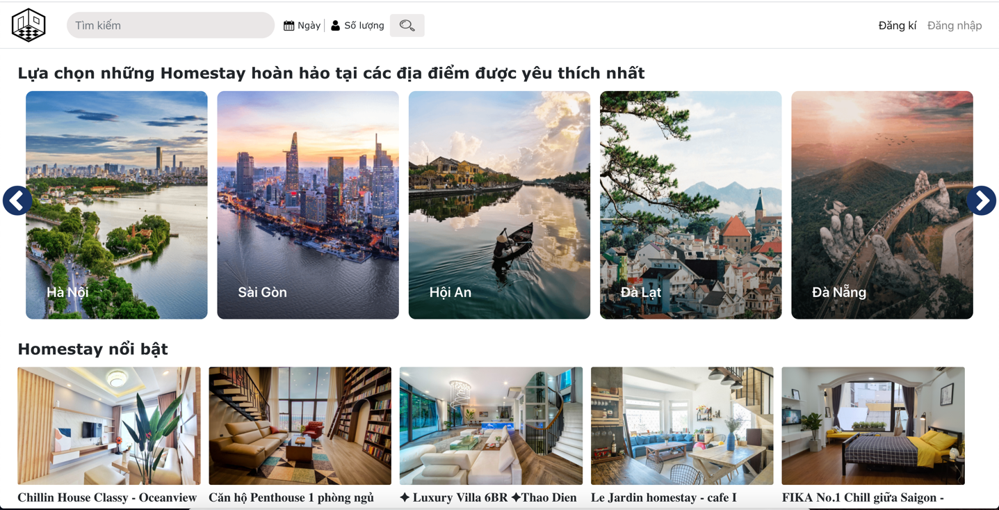 Tìm kiếm
Ngày
Số lượng
Đăng kí
Đăng nhập
Lựa chọn những Homestay hoàn hảo tại các địa điểm được yêu thích nhất
Hà Nội
Sài Gòn
Hội An
Đà Lạt
Đà Nẵng
Homestay nổi bật
Chillin House Classy - Oceanview
Căn hộ Penthouse 1 phòng ngủ
✦ Luxury Villa 6BR ✦Thao Dien
Le Jardin homestay - cafe I
FIKA No.1 Chill giữa Saigon -